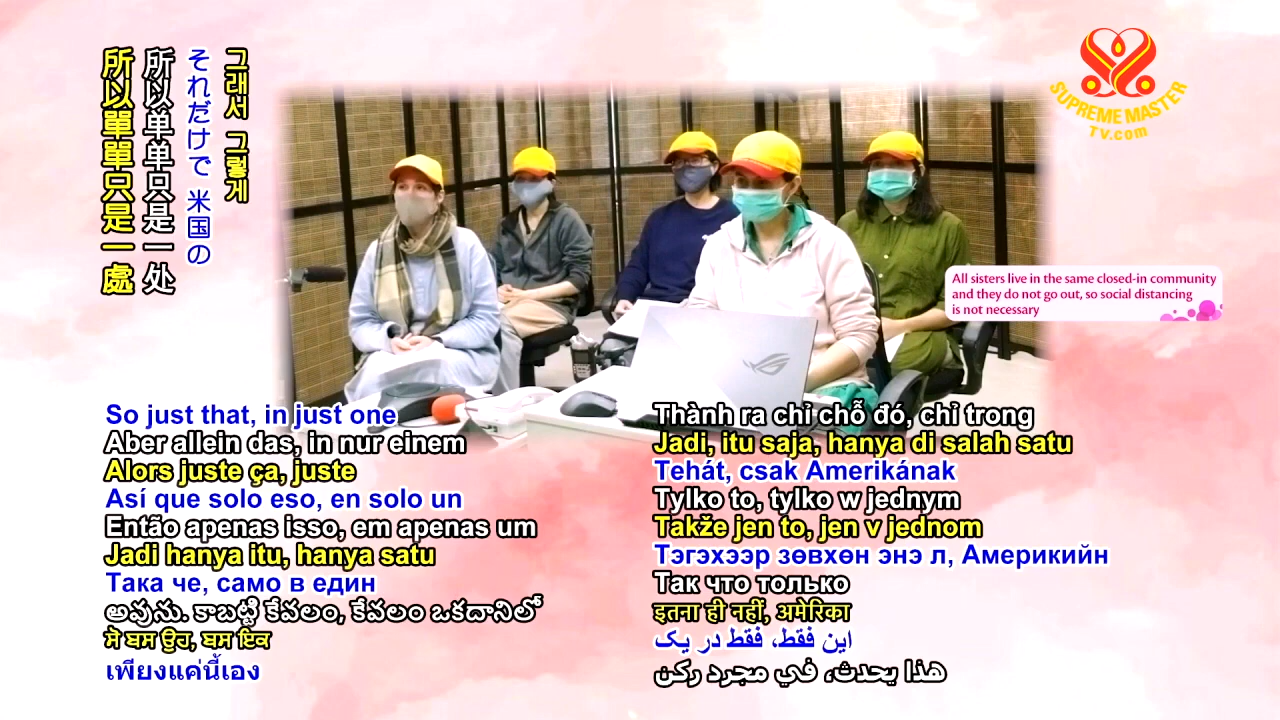 그래서 그렇게
それだけで 米国の
所以单单只是一处
所以單單只是一處
SUPREME MASTER
TV.com
All sisters live in the same closed-in community
and they do not go out, so social distancing
is not necessary
So just that, in just one
Aber allein das, in nur einem
Alors juste ça, juste
Así que solo eso, en solo un
Então apenas isso, em apenas um
Jadi hanya itu, hanya satu
Така че, само в един
అవును. కాబట్టి కేవలం, కేవలం ఒకదానిలో
ਸੋ ਬਸ ਉਹ, ਬਸ ਇਕ
เพียงแค่นี้เอง
Thành ra chỉ chỗ đó, chỉ trong
Jadi, itu saja, hanya di salah satu
Tehát, csak Amerikának
Tylko to, tylko w jednym
Takže jen to, jen v jednom
Тэгэхээр зөвхөн энэ л, Америкийн
Так что только
इतना ही नहीं, अमेरिका
این فقط، فقط در یک
هذا يحدث، في مجرد ركن